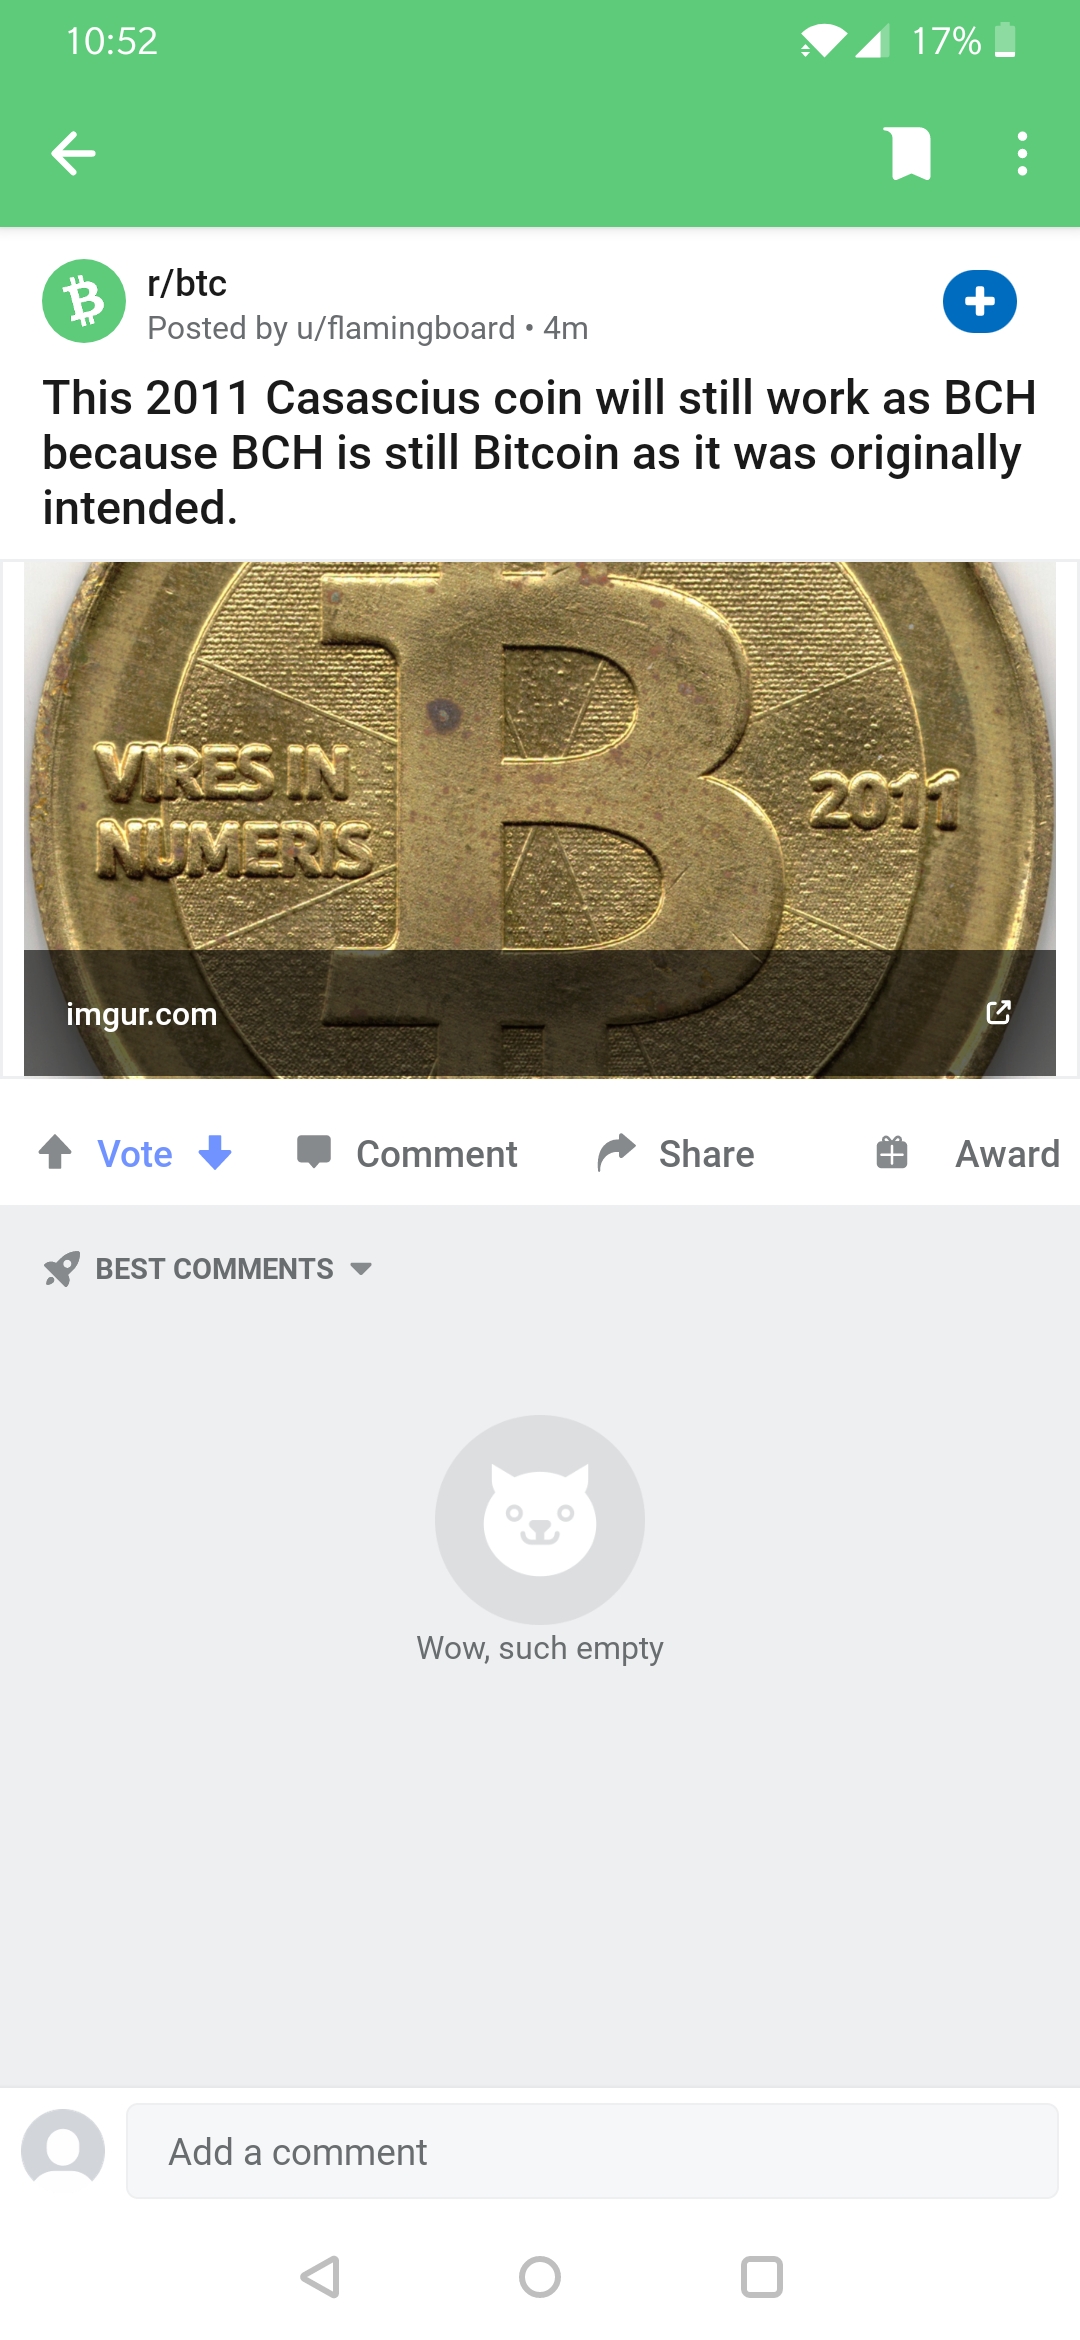 10:52
17%
r/btc
Posted by u/flamingboard • 4m
This 2011 Casascius coin will still work as BCH
because BCH is still Bitcoin as it was originally
intended.
VIRES IN
NUMERIS
2011
imgur.com
Vote
Comment
Share
Award
BEST COMMENTS
Wow, such empty
Add a comment